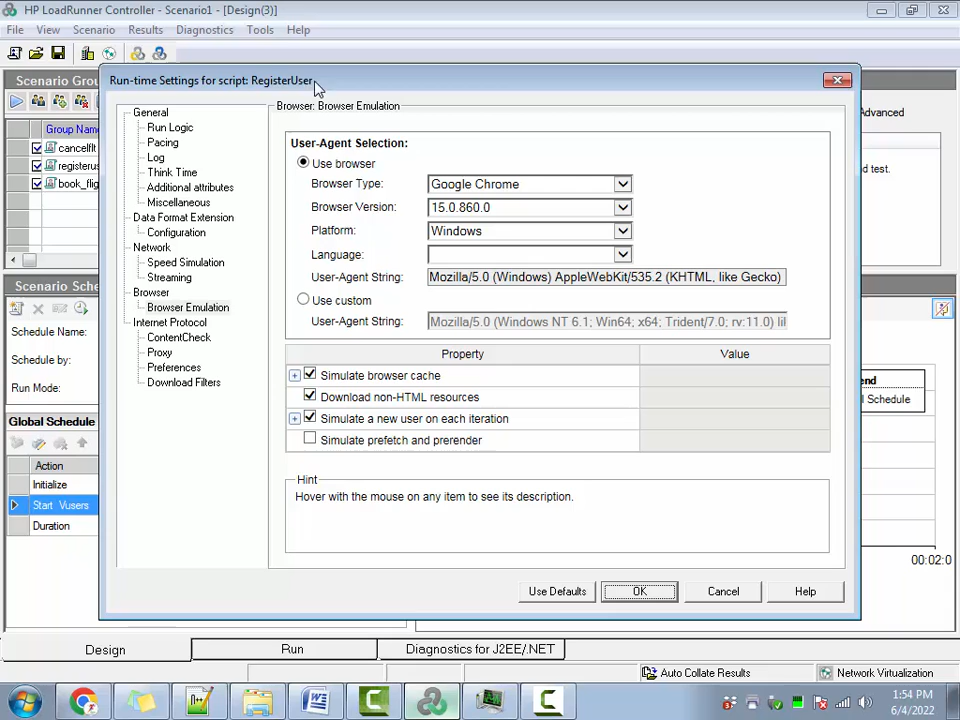 HP LoadRunner Controller - Scenario1 - [Design(3)]
File View Scenario Results Diagnostics Tools Help
Scenario Grou
Run-time Settings for script: RegisterUser
Advanced
Group Name
cancelflt
registerus
book_flig
nd test.
General
Run Logic
Pacing
Log
Think Time
Additional attributes
Miscellaneous
Data Format Extension
Configuration
Network
Speed Simulation
Streaming
Browser
Browser Emulation
Internet Protocol
ContentCheck
Proxy
Preferences
Download Filters
Browser: Browser Emulation
User-Agent Selection:
Use browser
Browser Type: Google Chrome
Browser Version: 15.0.860.0
Platform: Windows
Language:
User-Agent String: Mozilla/5.0 (Windows) AppleWebKit/535.2 (KHTML, like Gecko)
Use custom
User-Agent String: Mozilla/5.0 (Windows NT 6.1; Win64; x64; Trident/7.0; rv:11.0) lil
Property Value
Simulate browser cache
Download non-HTML resources
Simulate a new user on each iteration
Simulate prefetch and prerender
Hint
Hover with the mouse on any item to see its description.
Use Defaults OK Cancel Help
Scenario Sche
Schedule Name:
Schedule by:
Run Mode:
Global Schedule
Action
Initialize
Start Vusers
Duration
end
l Schedule
00:02:0
Design Run Diagnostics for J2EE/.NET
Auto Collate Results Network Virtualization
1:54 PM
6/4/2022